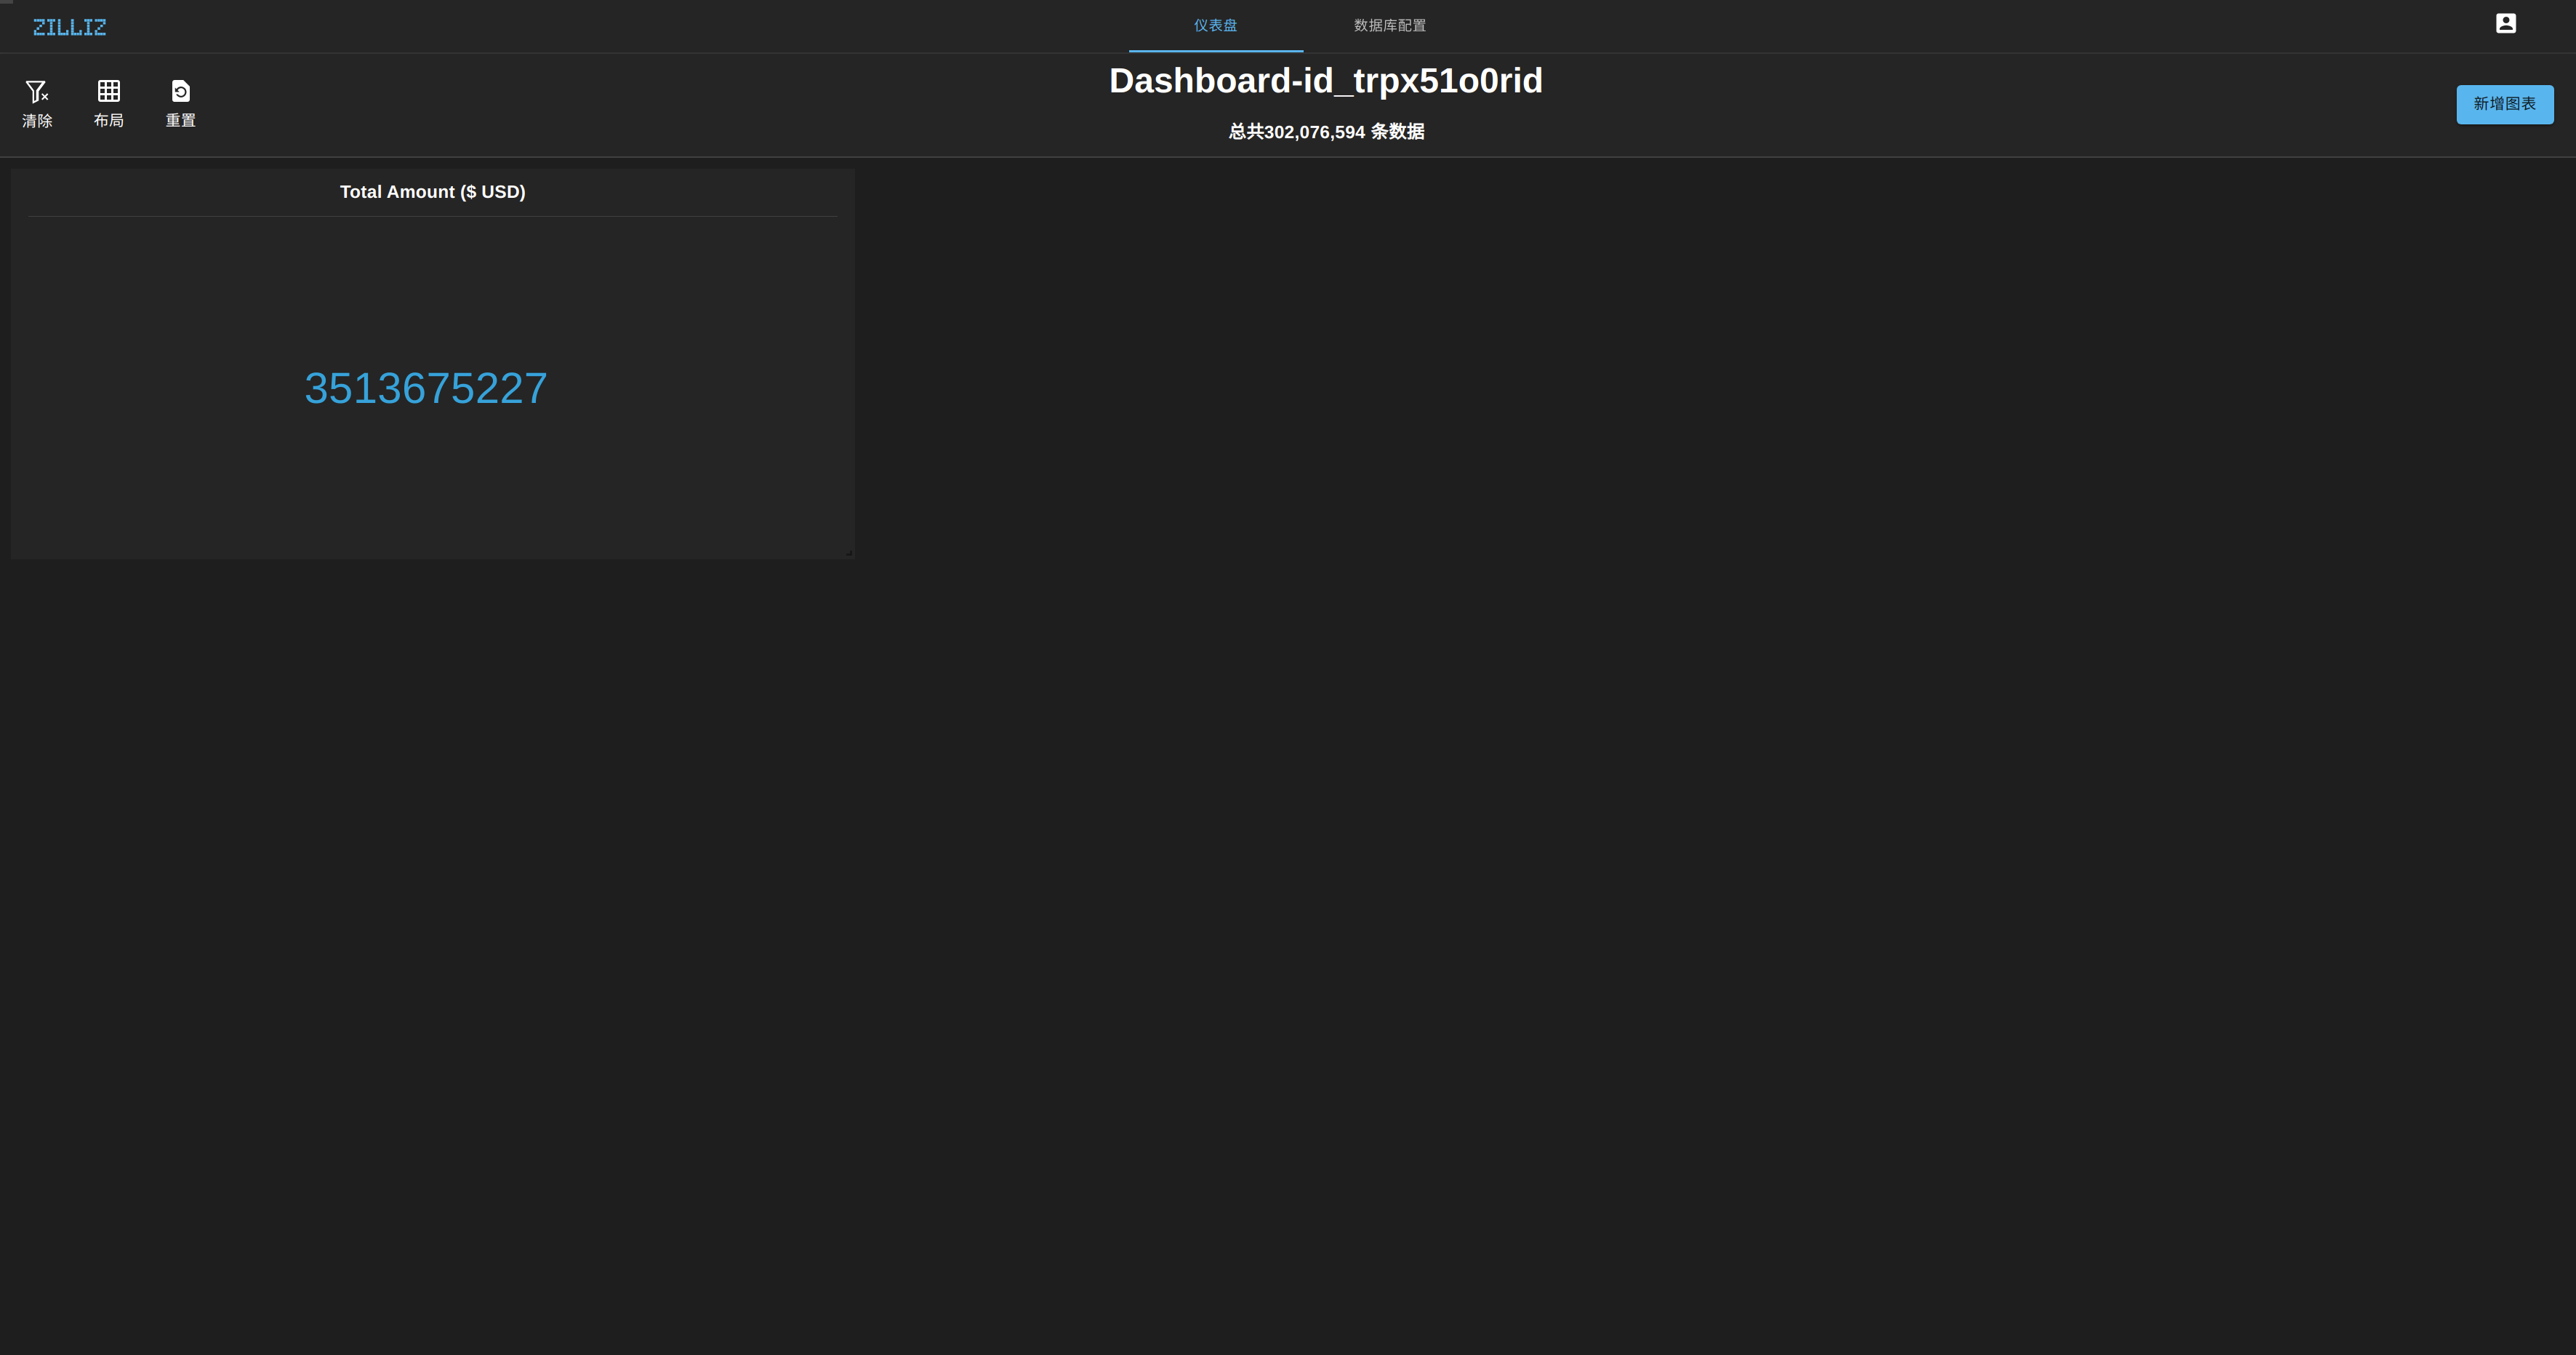 ZILLIZ
仪表盘
数据库配置
清除
布局
重置
Dashboard-id_trpx51o0rid
总共302,076,594 条数据
新增图表
Total Amount ($ USD)
3513675227